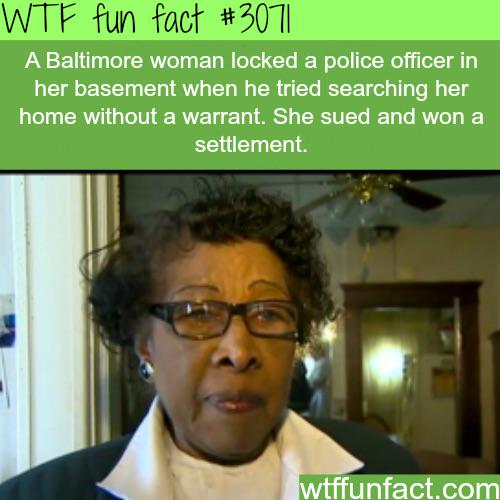 WTF fun fact #3071
A Baltimore woman locked a police officer in
her basement when he tried searching her
home without a warrant. She sued and won a
settlement.
wtffunfact.com